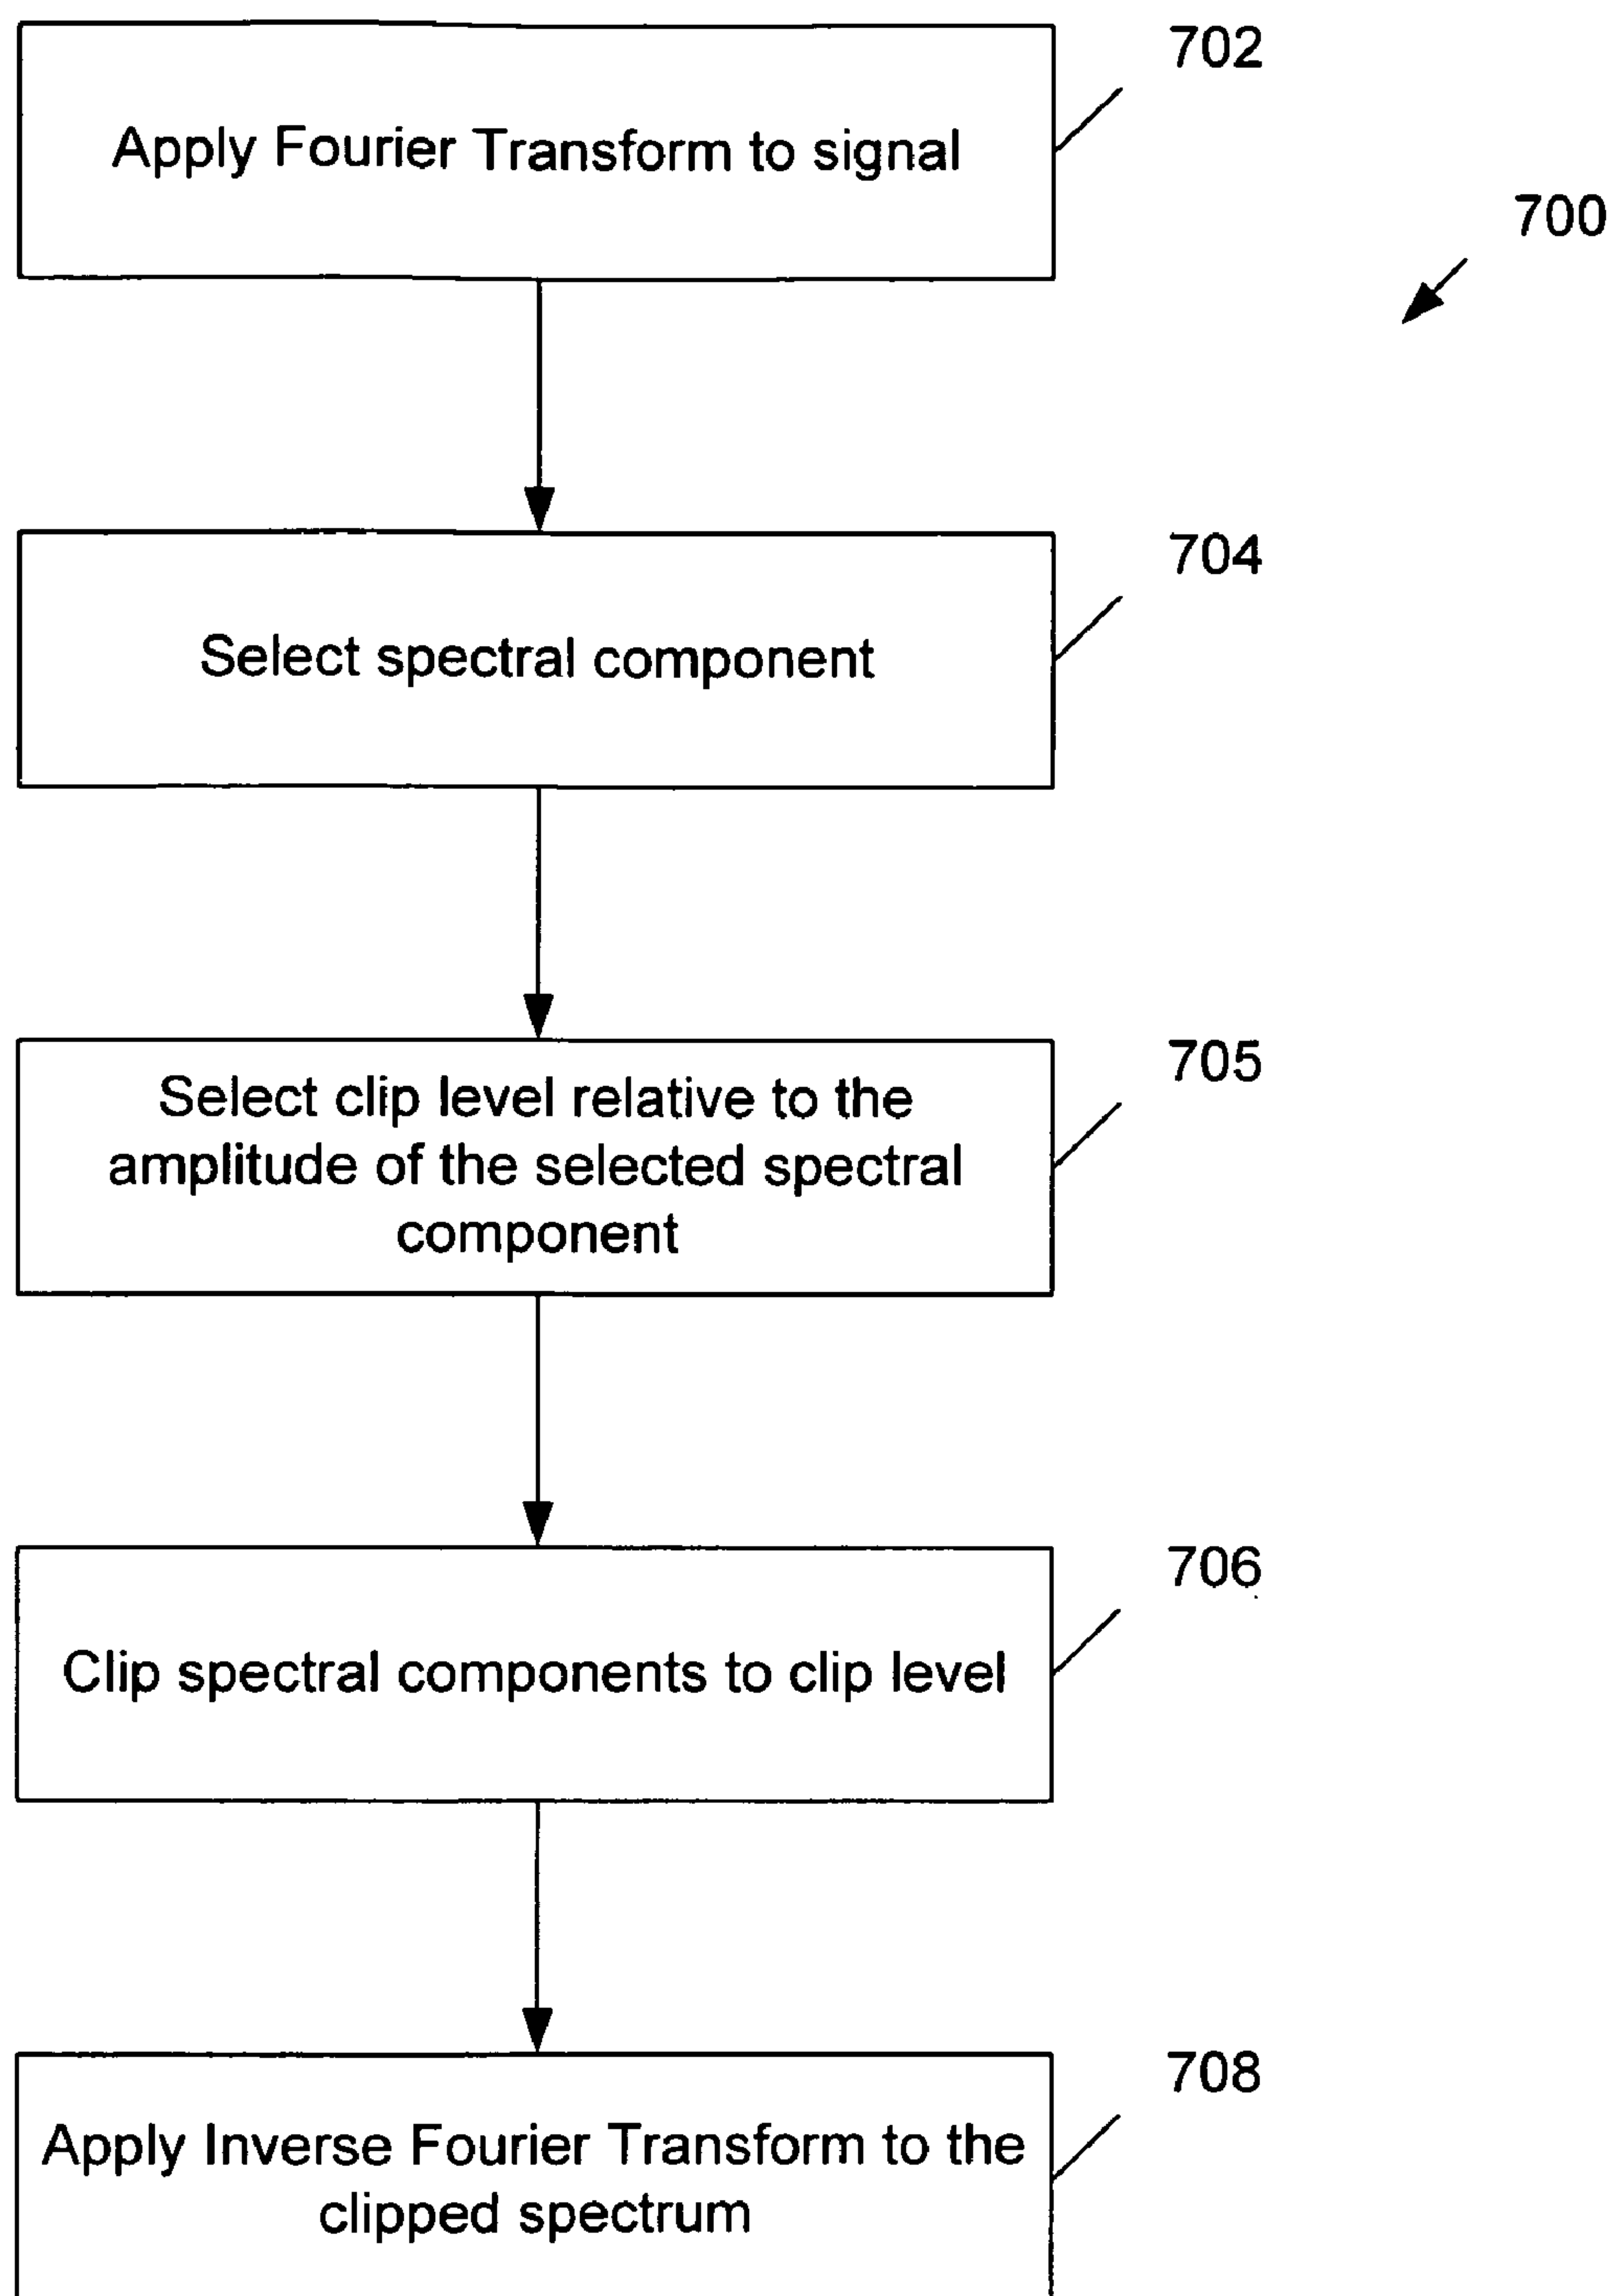 702
Apply Fourier Transform to signal
700
704
Select spectral component
705
Select clip level relative to the
amplitude of the selected spectral
component
706
Clip spectral components to clip level
708
Apply Inverse Fourier Transform to the
clipped spectrum